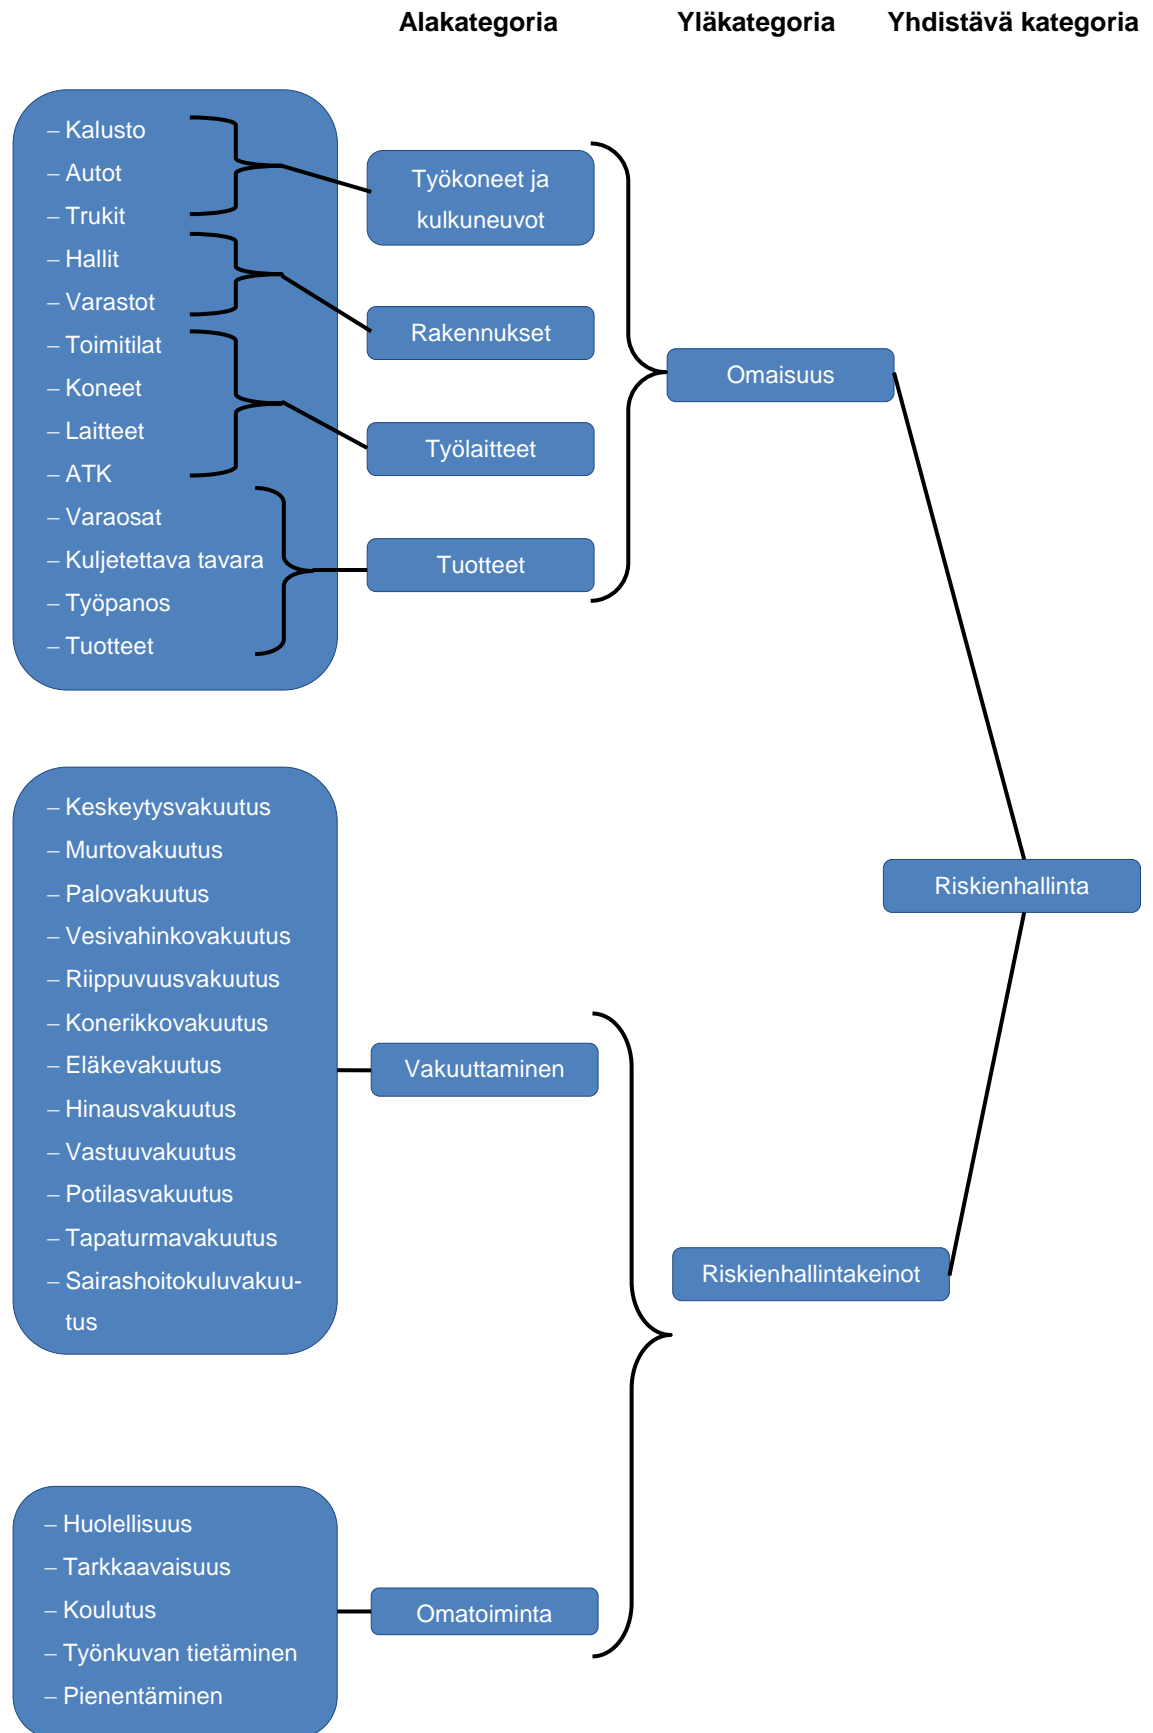 Alakategoria Yläkategoria Yhdistävä kategoria
– Kalusto
– Autot
– Trukit
– Hallit
– Varastot
– Toimitilat
– Koneet
– Laitteet
– ATK
– Varaosat
– Kuljetettava tavara
– Työpanos
– Tuotteet
Työkoneet ja
kulkuneuvot
Rakennukset
Työlaitteet
Tuotteet
Omaisuus
– Keskeytysvakuutus
– Murtovakuutus
– Palovakuutus
– Vesivahinkovakuutus
– Riippuvuusvakuutus
– Konerikkovakuutus
– Eläkevakuutus
– Hinausvakuutus
– Vastuuvakuutus
– Potilasvakuutus
– Tapaturmavakuutus
– Sairashoitokuluvakuu-
tus
Vakuuttaminen
Riskienhallinta
Riskienhallintakeinot
– Huolellisuus
– Tarkkaavaisuus
– Koulutus
– Työnkuvan tietäminen
– Pienentäminen
Omatoiminta